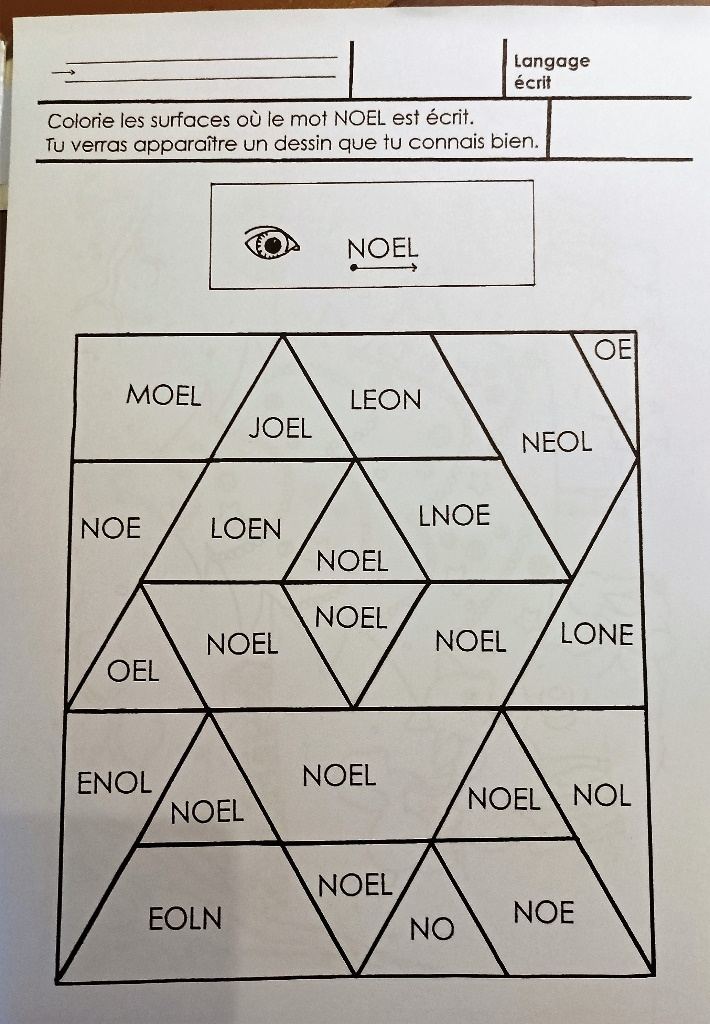 Langage
écrit
Colorie les surfaces où le mot NOEL est écrit.
Tu verras apparaître un dessin que tu connais bien.
NOEL
OE
MOEL
JOEL
LEON
NEOL
NOE
LOEN
NOEL
LNOE
OEL
NOEL
NOEL
NOEL
LONE
ENOL
NOEL
NOEL
NOEL
NOL
EOLN
NOEL
NO
NOE